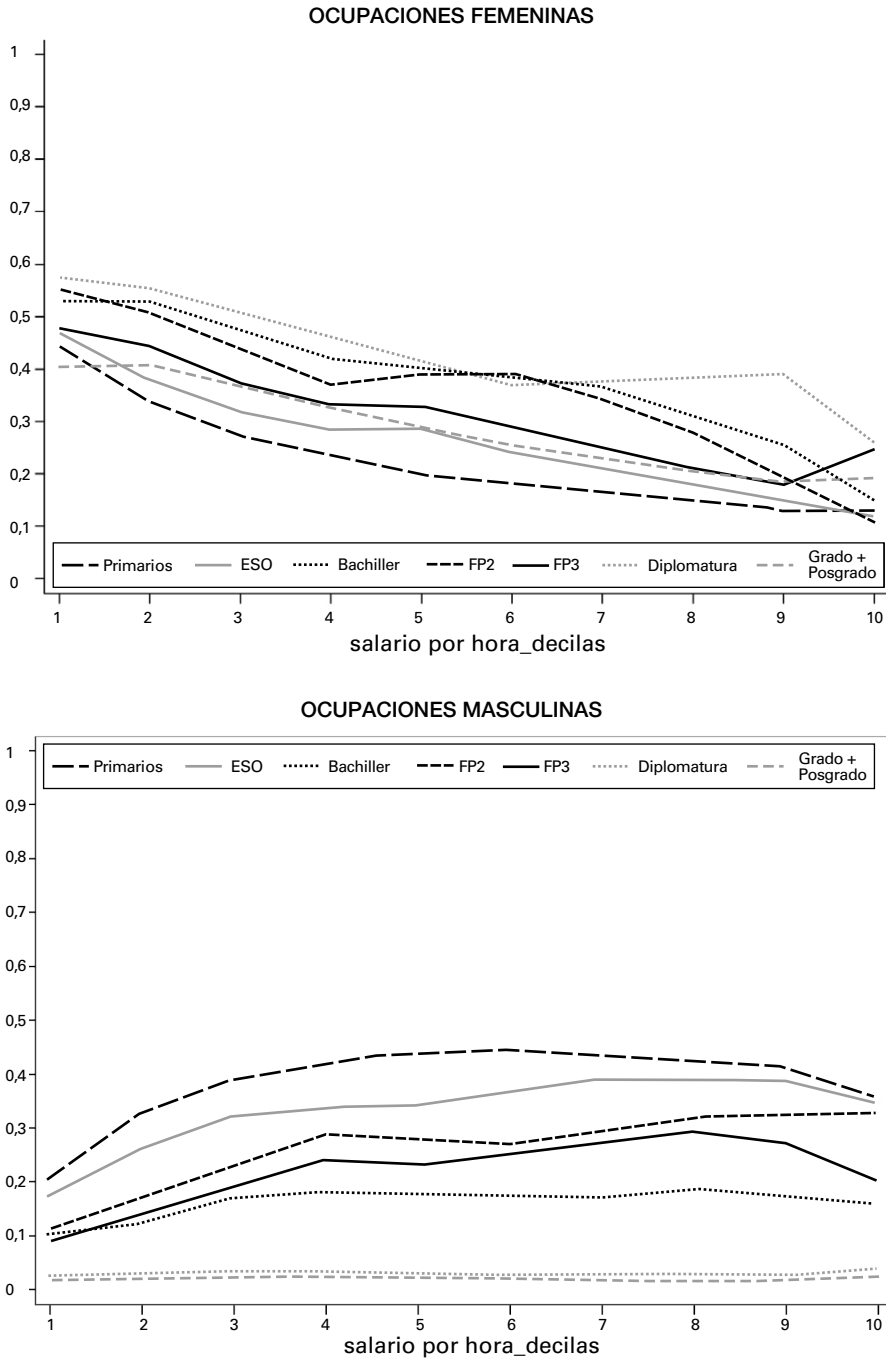 OCUPACIONES FEMENINAS
1
0,9
0,8
0,7
0,6
0,5
0,4
0,3
0,2
0,1
0
Primarios ESO Bachiller FP2 FP3 Diplomatura Grado +
Posgrado
1 2 3 4 5 6 7 8 9 10
salario por hora_decilas
OCUPACIONES MASCULINAS
1
Primarios ESO Bachiller FP2 FP3 Diplomatura Grado +
Posgrado
0,9
0,8
0,7
0,6
0,5
0,4
0,3
0,2
0,1
0
1 2 3 4 5 6 7 8 9 10
salario por hora_decilas